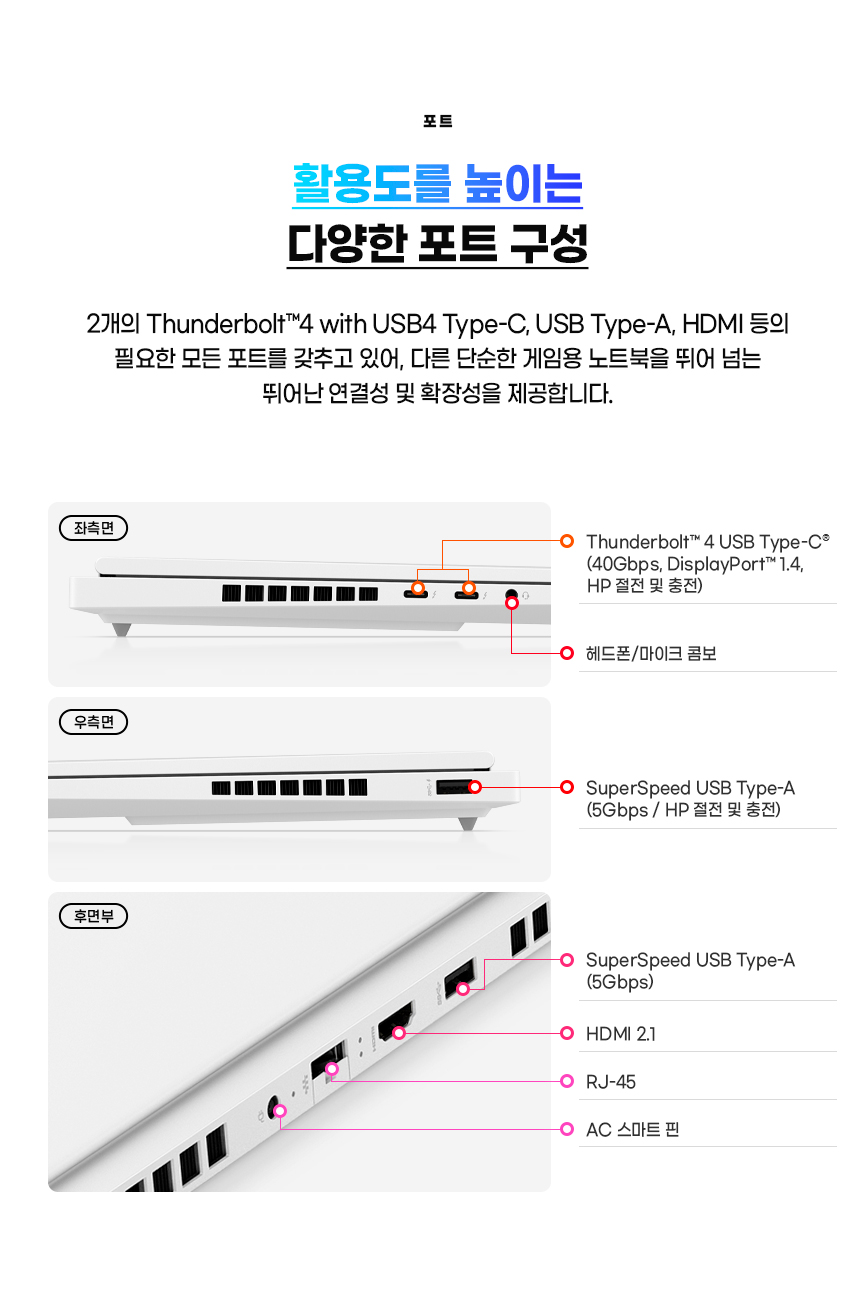 포트
활용도를 높이는
다양한 포트 구성
2개의 Thunderbolt™4 with USB4 Type-C, USB Type-A, HDMI 등의
필요한 모든 포트를 갖추고 있어, 다른 단순한 게임용 노트북을 뛰어 넘는
뛰어난 연결성 및 확장성을 제공합니다.
좌측면
Thunderbolt™ 4 USB Type-C®
(40Gbps, DisplayPort™ 1.4,
HP 절전 및 충전)
헤드폰/마이크 콤보
우측면
SuperSpeed USB Type-A
(5Gbps / HP 절전 및 충전)
후면부
SuperSpeed USB Type-A
(5Gbps)
HDMI 2.1
RJ-45
AC 스마트 핀